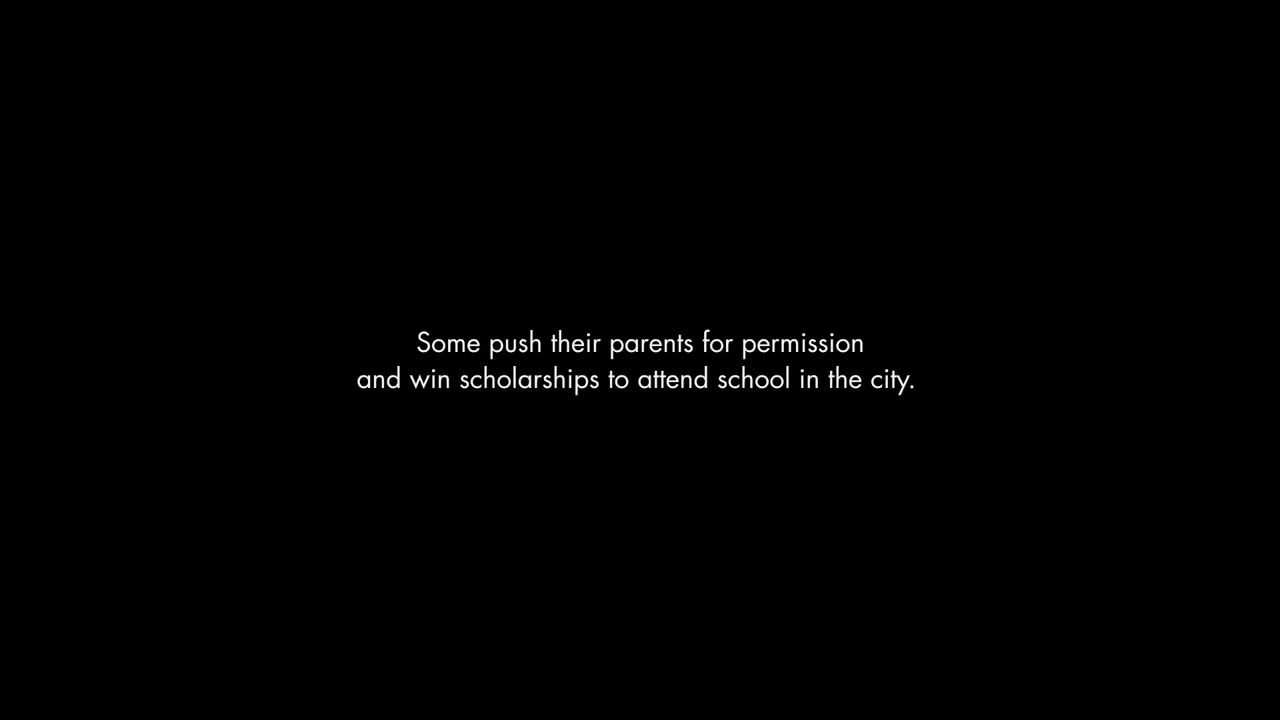 Some push their parents for permission
and win scholarships to attend school in the city.